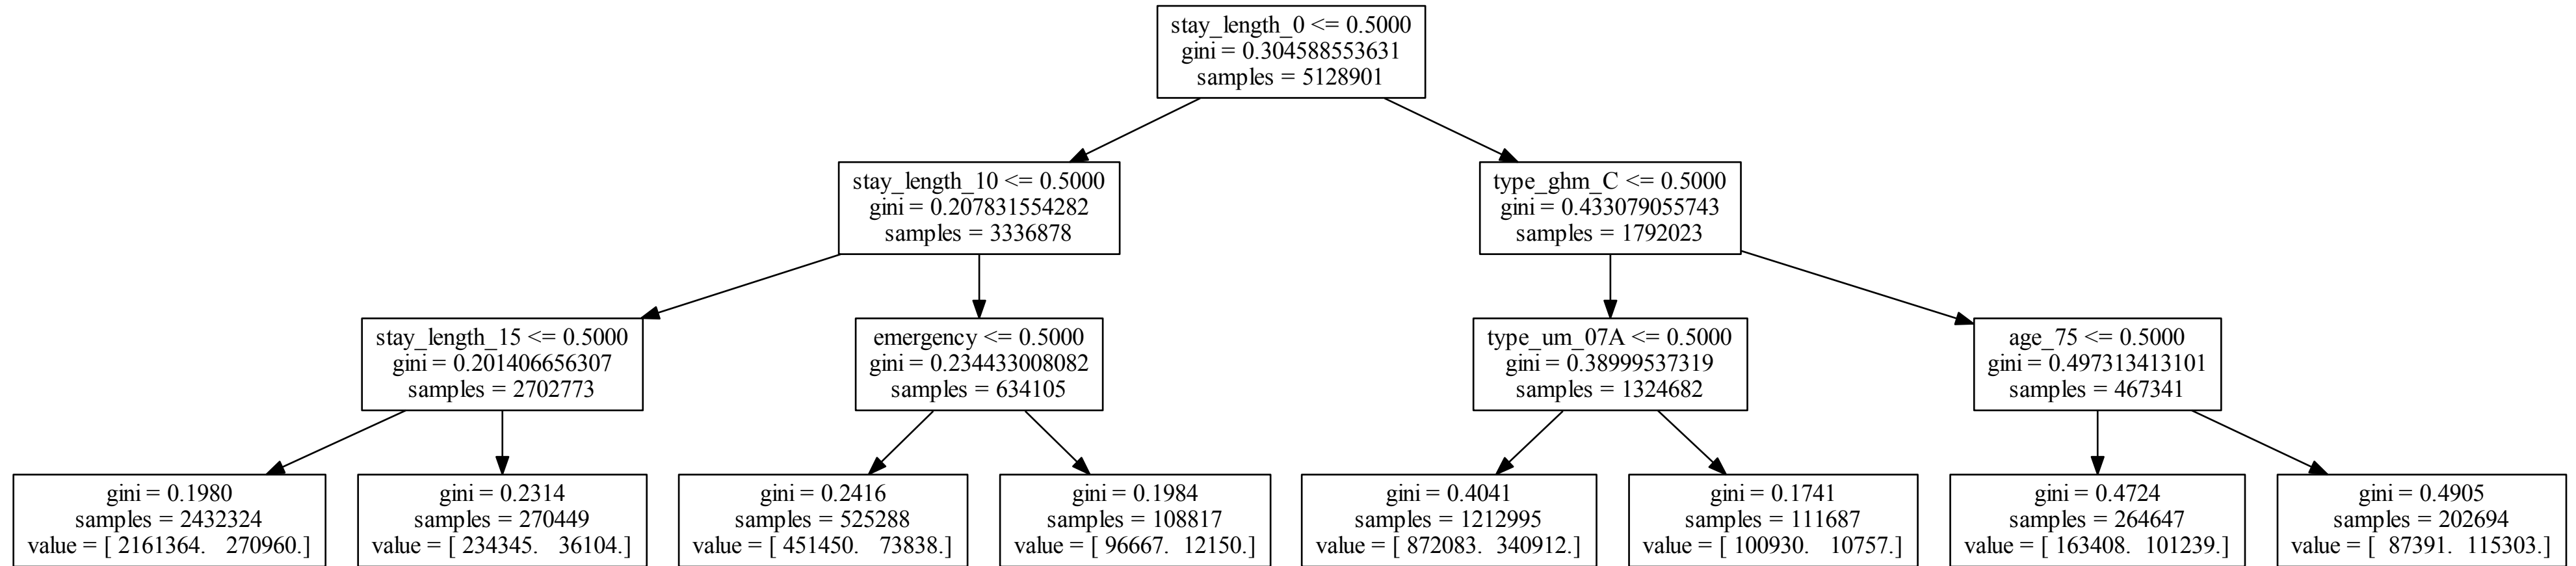 stay_length_0 <= 0.5000
gini = 0.304588553631
samples = 5128901
stay_length_10 <= 0.5000
gini = 0.207831554282
samples = 3336878
type_ghm_C <= 0.5000
gini = 0.433079055743
samples = 1792023
stay_length_15 <= 0.5000
gini = 0.201406656307
samples = 2702773
emergency <= 0.5000
gini = 0.234433008082
samples = 634105
type_um_07A <= 0.5000
gini = 0.38999537319
samples = 1324682
age_75 <= 0.5000
gini = 0.497313413101
samples = 467341
gini = 0.1980
samples = 2432324
value = [ 2161364.   270960.]
gini = 0.2314
samples = 270449
value = [ 234345.   36104.]
gini = 0.2416
samples = 525288
value = [ 451450.   73838.]
gini = 0.1984
samples = 108817
value = [ 96667.  12150.]
gini = 0.4041
samples = 1212995
value = [ 872083.  340912.]
gini = 0.1741
samples = 111687
value = [ 100930.   10757.]
gini = 0.4724
samples = 264647
value = [ 163408.  101239.]
gini = 0.4905
samples = 202694
value = [  87391.  115303.]